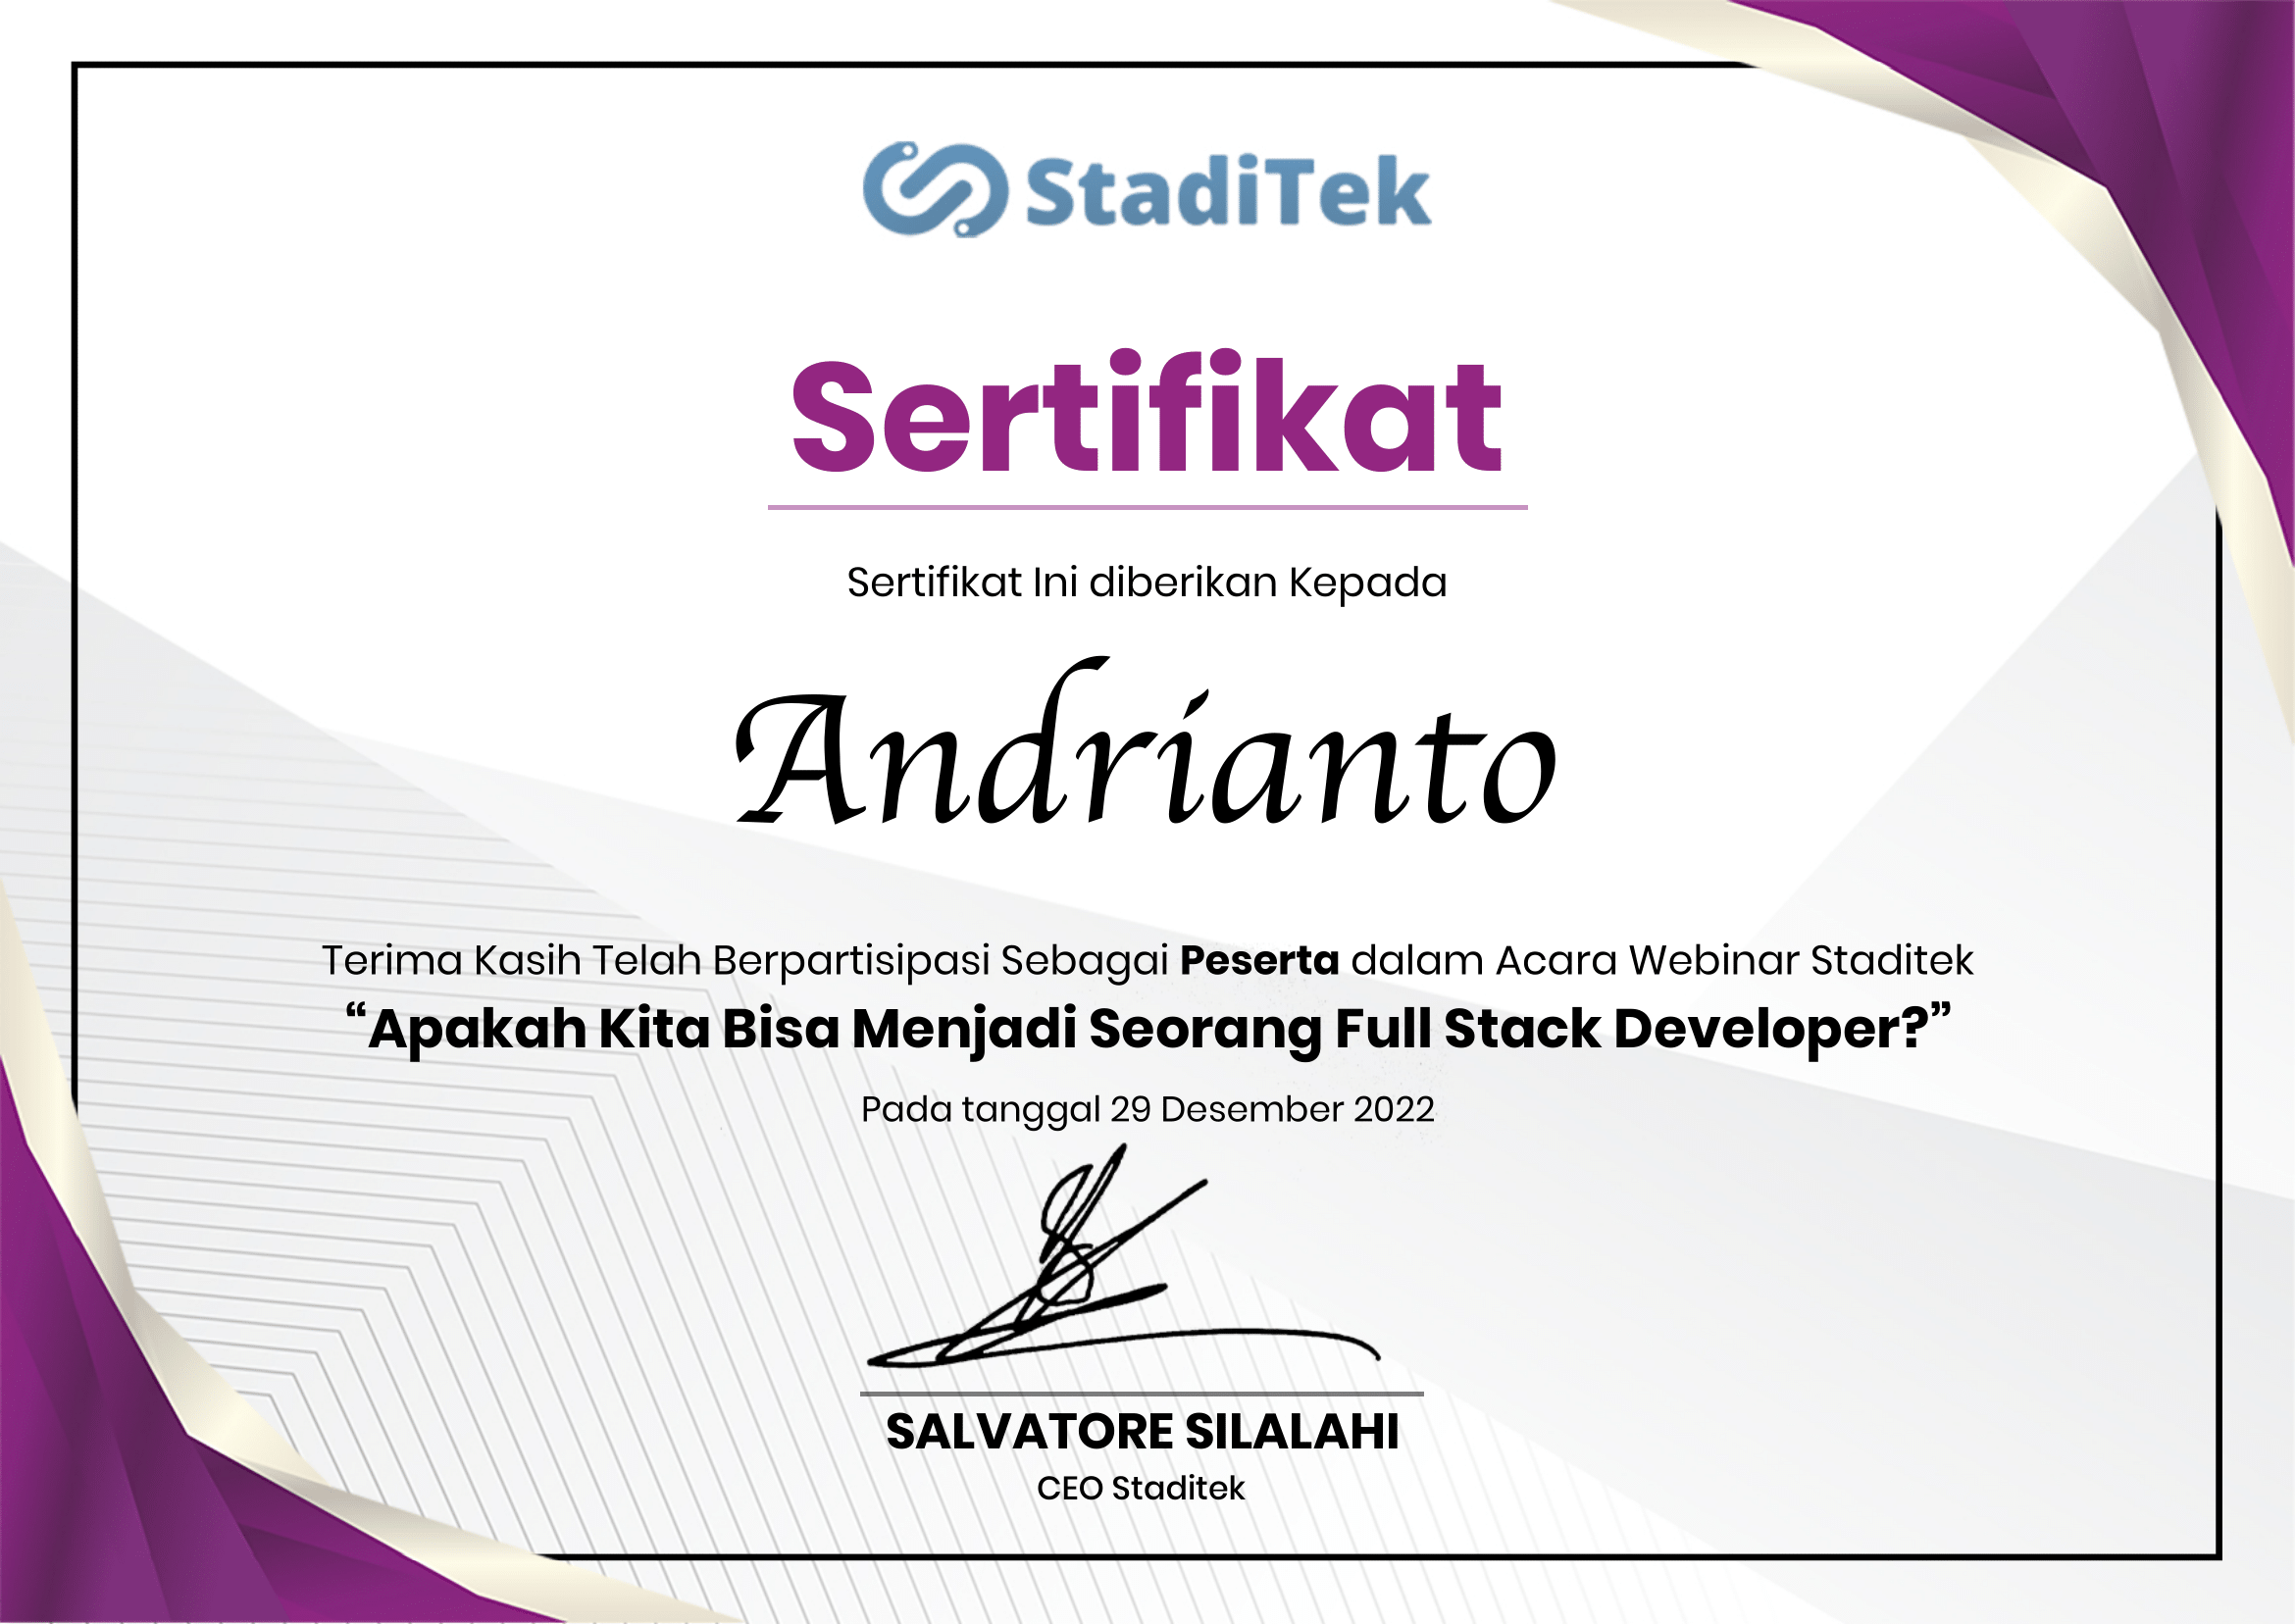 StadiTek
Sertifikat
Sertifikat Ini diberikan Kepada
Andrianto
Terima Kasih Telah Berpartisipasi Sebagai Peserta dalam Acara Webinar Staditek
“Apakah Kita Bisa Menjadi Seorang Full Stack Developer?”
Pada tanggal 29 Desember 2022
SALVATORE SILALAHI
CEO Staditek